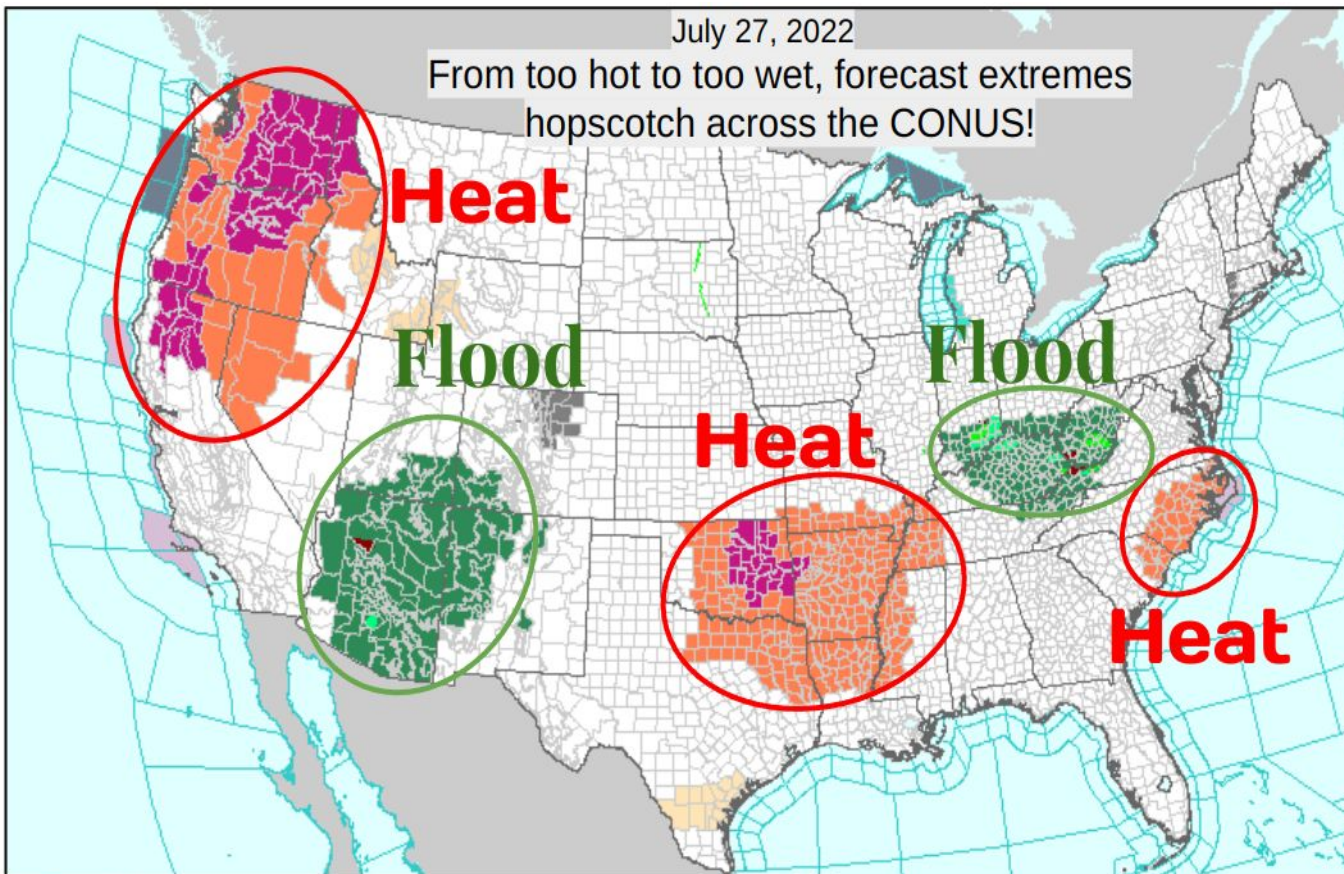 July 27, 2022
From too hot to too wet, forecast extremes
hopscotch across the CONUS!
Heat
Flood
Flood
Heat
Heat